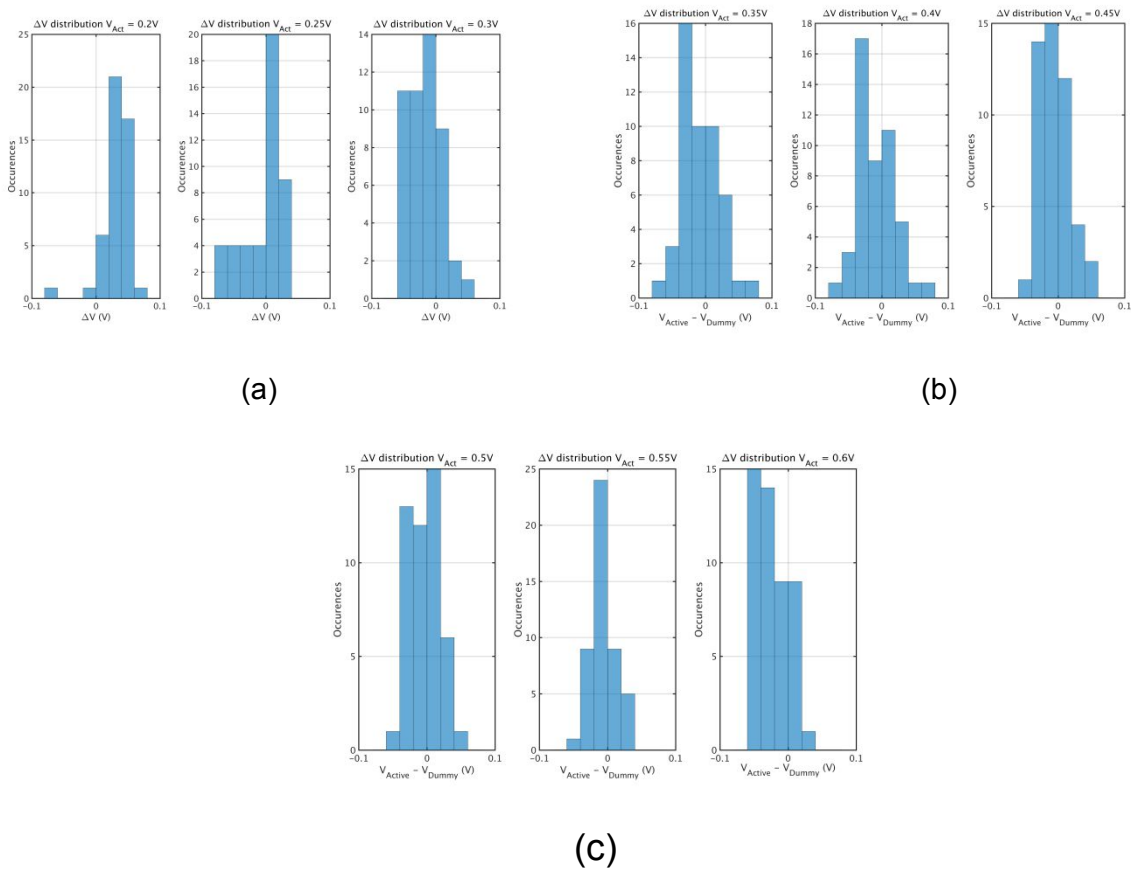 ΔV distribution V_Act = 0.2V
25
20
15
10
5
0
Occurences
-0.1 0 0.1
ΔV (V)
ΔV distribution V_Act = 0.25V
20
18
16
14
12
10
8
6
4
2
0
Occurences
-0.1 0 0.1
ΔV (V)
ΔV distribution V_Act = 0.3V
14
12
10
8
6
4
2
0
Occurences
-0.1 0 0.1
ΔV (V)
(a)
ΔV distribution V_Act = 0.35V
16
14
12
10
8
6
4
2
0
Occurences
-0.1 0 0.1
V_Active – V_Dummy (V)
ΔV distribution V_Act = 0.4V
18
16
14
12
10
8
6
4
2
0
Occurences
-0.1 0 0.1
V_Active – V_Dummy (V)
ΔV distribution V_Act = 0.45V
15
10
5
0
Occurences
-0.1 0 0.1
V_Active – V_Dummy (V)
(b)
ΔV distribution V_Act = 0.5V
15
10
5
0
Occurences
-0.1 0 0.1
V_Active – V_Dummy (V)
ΔV distribution V_Act = 0.55V
25
20
15
10
5
0
Occurences
-0.1 0 0.1
V_Active – V_Dummy (V)
ΔV distribution V_Act = 0.6V
15
10
5
0
Occurences
-0.1 0 0.1
V_Active – V_Dummy (V)
(c)